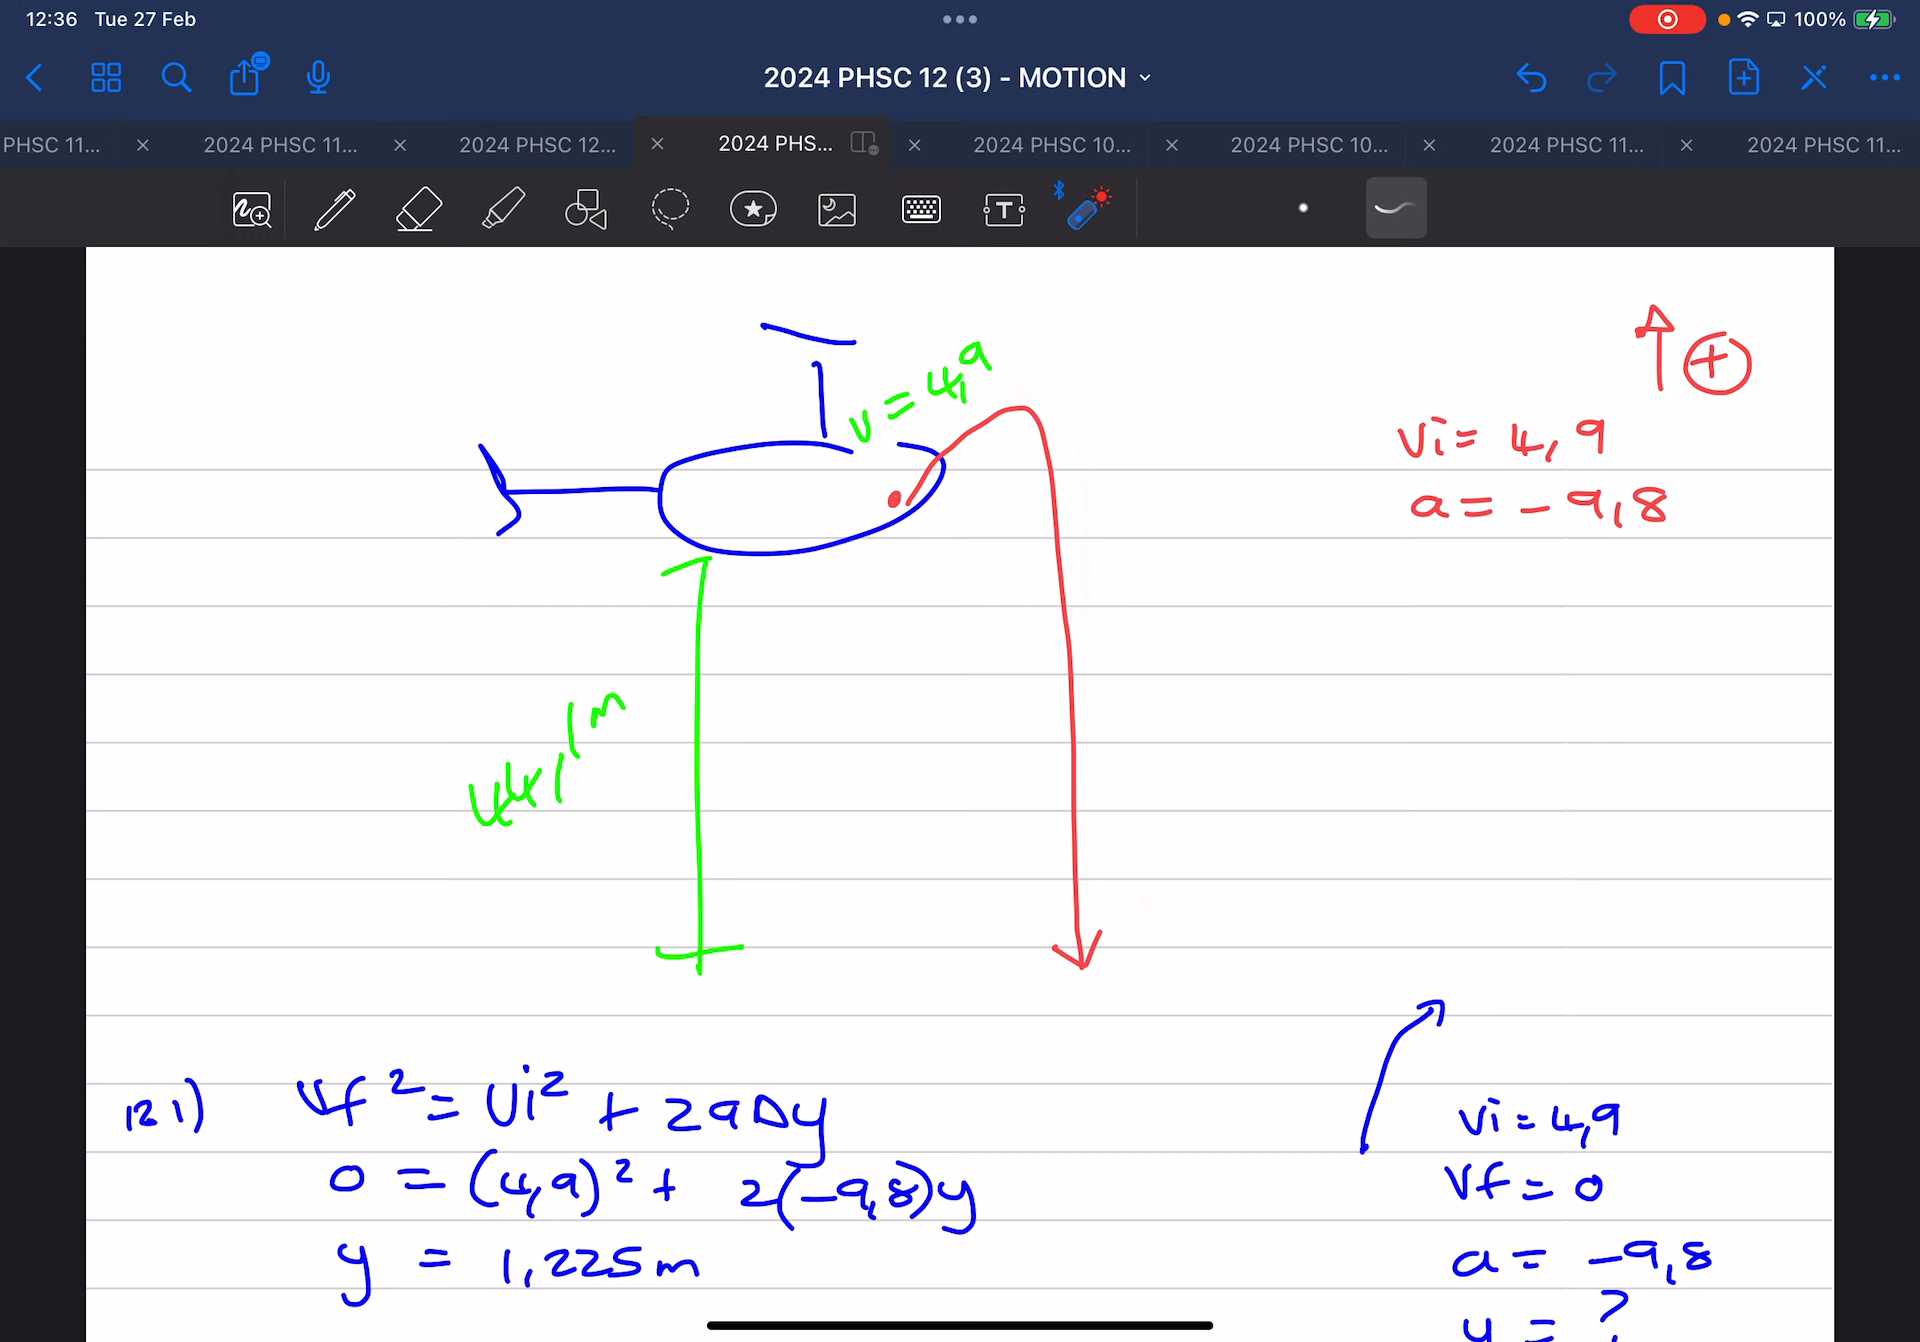 12:36 Tue 27 Feb
100%
2024 PHSC 12 (3) - MOTION
PHSC 11...
2024 PHSC 11...
2024 PHSC 12...
2024 PHS...
2024 PHSC 10...
2024 PHSC 10...
2024 PHSC 11...
2024 PHSC 11...
T
v = 4,9
+
vi = 4,9
a = -9,8
44,1m
12 1) vf² = vi² + 2aΔy
0 = (4,9)² + 2(-9,8)y
y = 1,225m
vi = 4,9
vf = 0
a = -9,8
y = ?